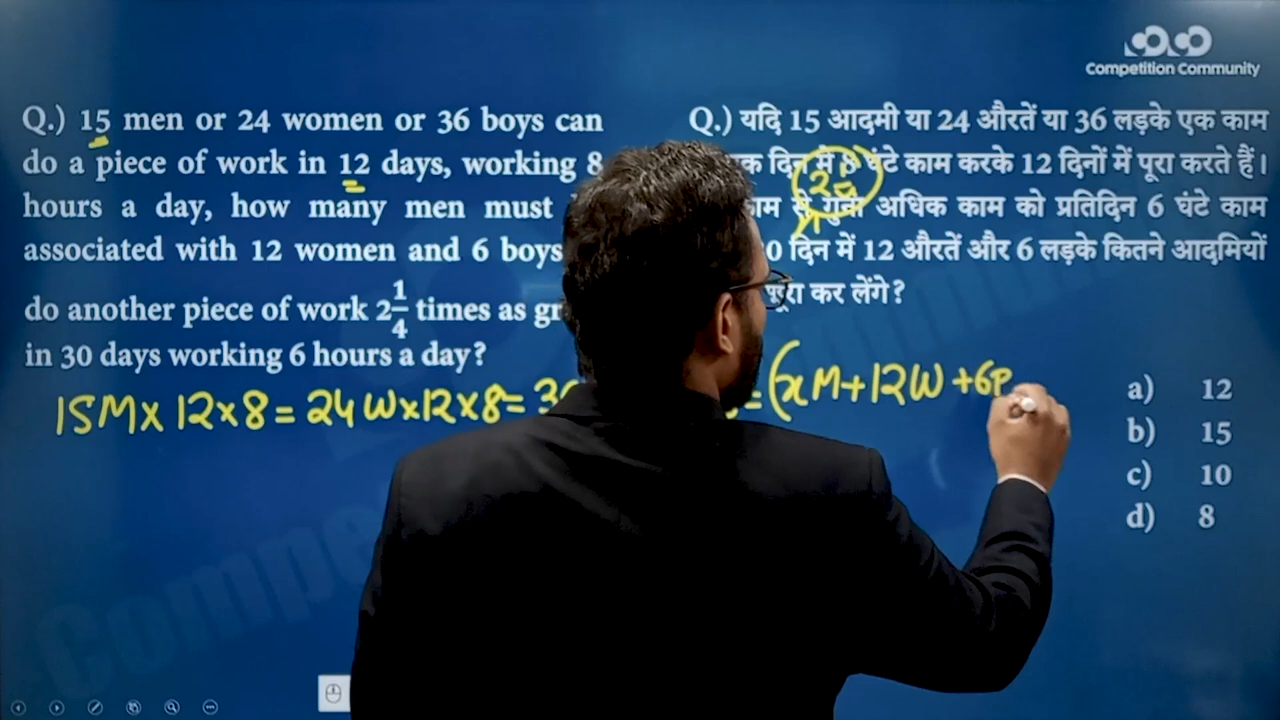 Competition Community
Q.) 15 men or 24 women or 36 boys can
do a piece of work in 12 days, working 8
hours a day, how many men must
associated with 12 women and 6 boys
do another piece of work 2 1/4 times as
in 30 days working 6 hours a day?
Q.) यदि 15 आदमी या 24 औरतें या 36 लड़के एक काम
दिन में 8 घंटे काम करके 12 दिनों में पूरा करते हैं।
गुना अधिक काम को प्रतिदिन 6 घंटे काम
दिन में 12 औरतें और 6 लड़के कितने आदमियों
पूरा कर लेंगे?
15M× 12×8 = 24W×12×8=
= (xM+12W+6
a) 12
b) 15
c) 10
d) 8